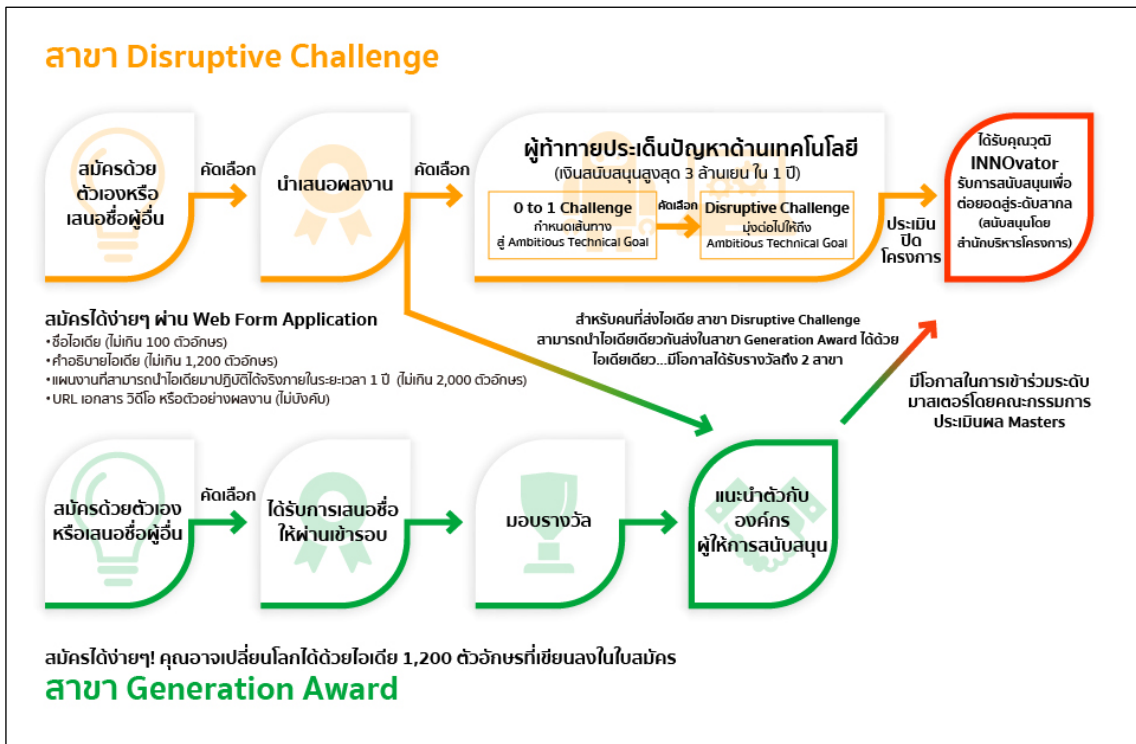 สาขา Disruptive Challenge
สมัครด้วย
ตัวเองหรือ
เสนอชื่อผู้อื่น
คัดเลือก
นำเสนอผลงาน
คัดเลือก
ผู้ท้าทายประเด็นปัญหาด้านเทคโนโลยี
(เงินสนับสนุนสูงสุด 3 ล้านเยน ใน 1 ปี)
0 to 1 Challenge
กำหนดเส้นทาง
สู่ Ambitious Technical Goal
คัดเลือก
Disruptive Challenge
มุ่งต่อไปให้ถึง
Ambitious Technical Goal
ประเมิน
ปิด
โครงการ
ได้รับคุณวุฒิ
INNOvator
รับการสนับสนุนเพื่อ
ต่อยอดสู่ระดับสากล
(สนับสนุนโดย
สำนักบริหารโครงการ)
สมัครได้ง่ายๆ ผ่าน Web Form Application
•ชื่อไอเดีย (ไม่เกิน 100 ตัวอักษร)
•คำอธิบายไอเดีย (ไม่เกิน 1,200 ตัวอักษร)
•แผนงานที่สามารถนำไอเดียมาปฏิบัติได้จริงภายในระยะเวลา 1 ปี (ไม่เกิน 2,000 ตัวอักษร)
•URL เอกสาร วิดีโอ หรือตัวอย่างผลงาน (ไม่บังคับ)
สำหรับคนที่ส่งไอเดีย สาขา Disruptive Challenge
สามารถนำไอเดียเดียวกันส่งในสาขา Generation Award ได้ด้วย
ไอเดียเดียว...มีโอกาสได้รับรางวัลถึง 2 สาขา
มีโอกาสในการเข้าร่วมระดับ
มาสเตอร์โดยคณะกรรมการ
ประเมินผล Masters
สมัครด้วยตัวเอง
หรือเสนอชื่อผู้อื่น
คัดเลือก
ได้รับการเสนอชื่อ
ให้ผ่านเข้ารอบ
มอบรางวัล
แนะนำตัวกับ
องค์กร
ผู้ให้การสนับสนุน
สมัครได้ง่ายๆ! คุณอาจเปลี่ยนโลกได้ด้วยไอเดีย 1,200 ตัวอักษรที่เขียนลงในใบสมัคร
สาขา Generation Award